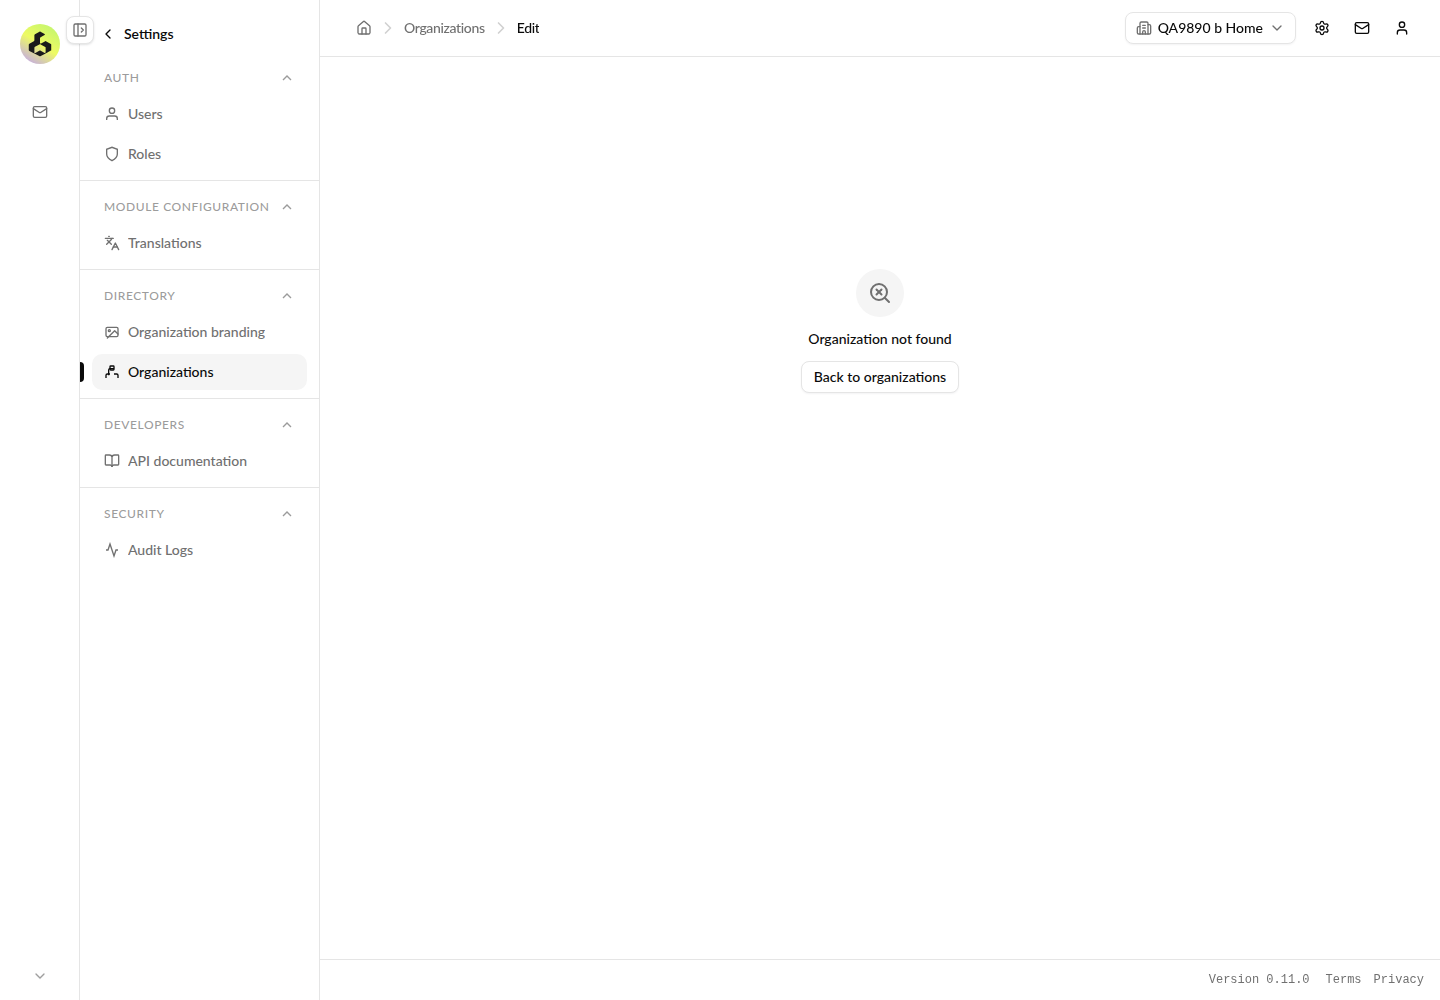 Settings
AUTH
Users
Roles
MODULE CONFIGURATION
Translations
DIRECTORY
Organization branding
Organizations
DEVELOPERS
API documentation
SECURITY
Audit Logs
Organizations
Edit
QA9890 b Home
Organization not found
Back to organizations
Version 0.11.0 Terms Privacy